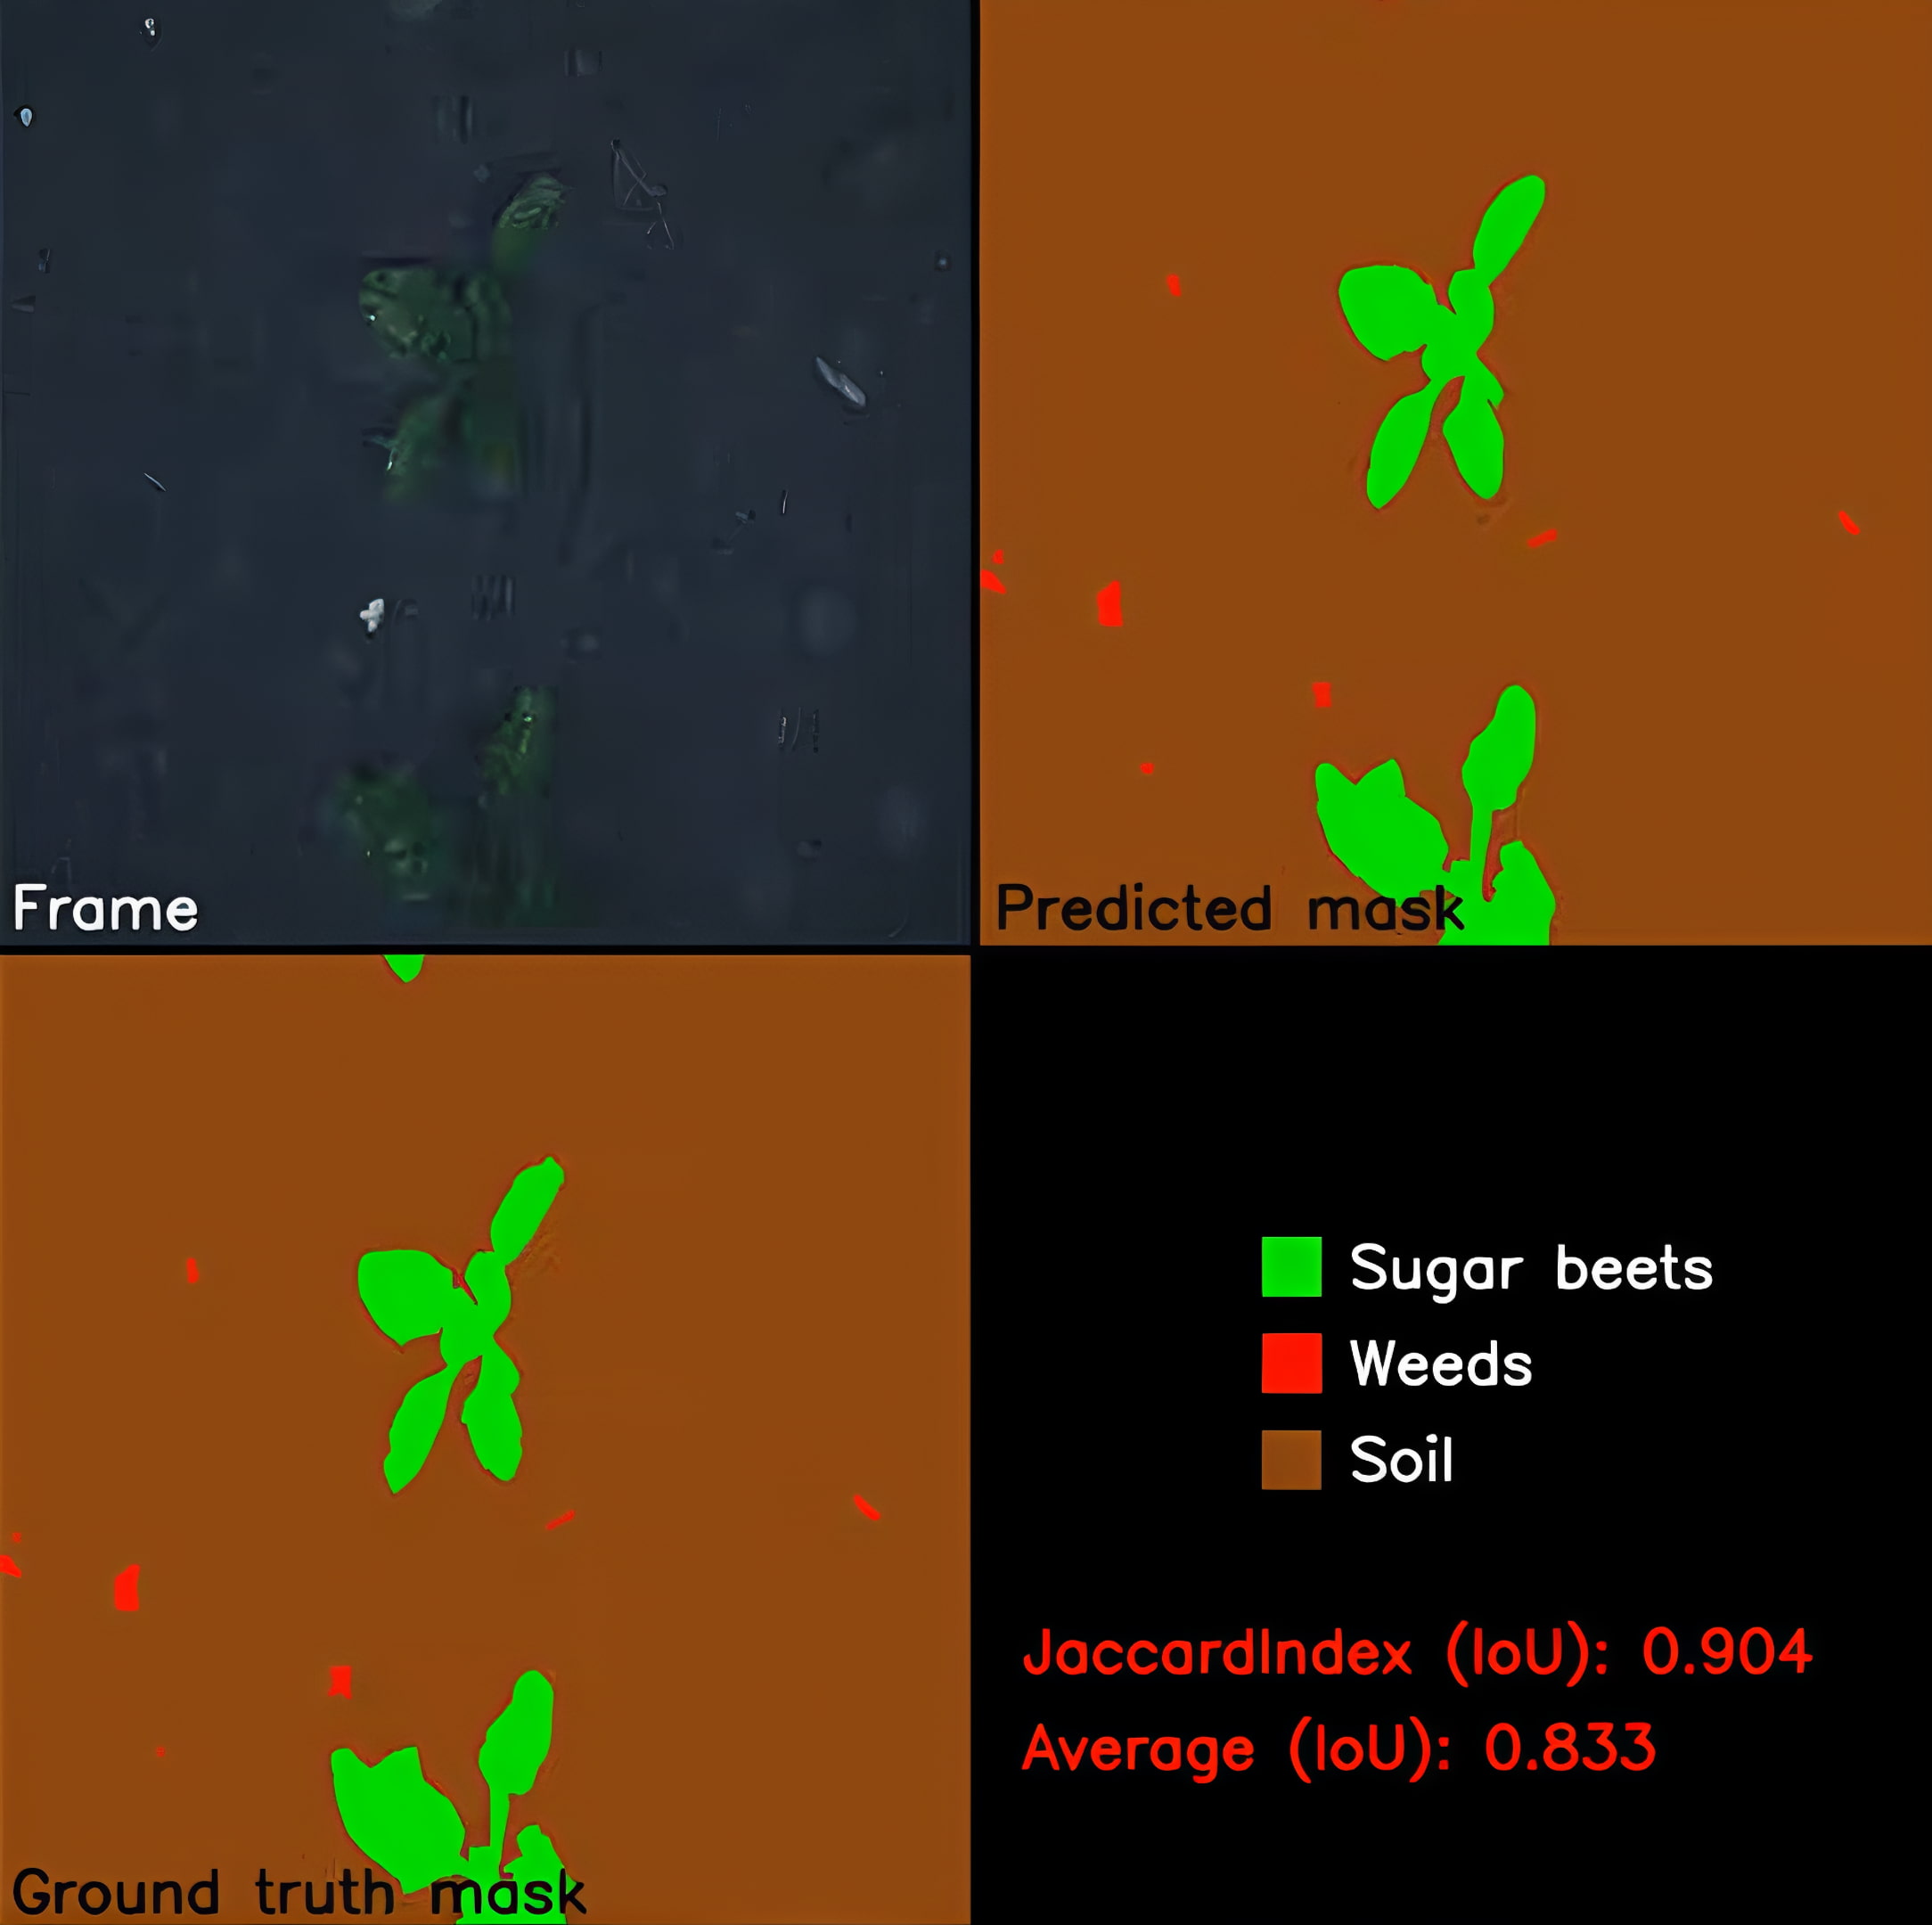 Frame
Predicted mask
Ground truth mask
Sugar beets
Weeds
Soil
JaccardIndex (IoU): 0.904
Average (IoU): 0.833